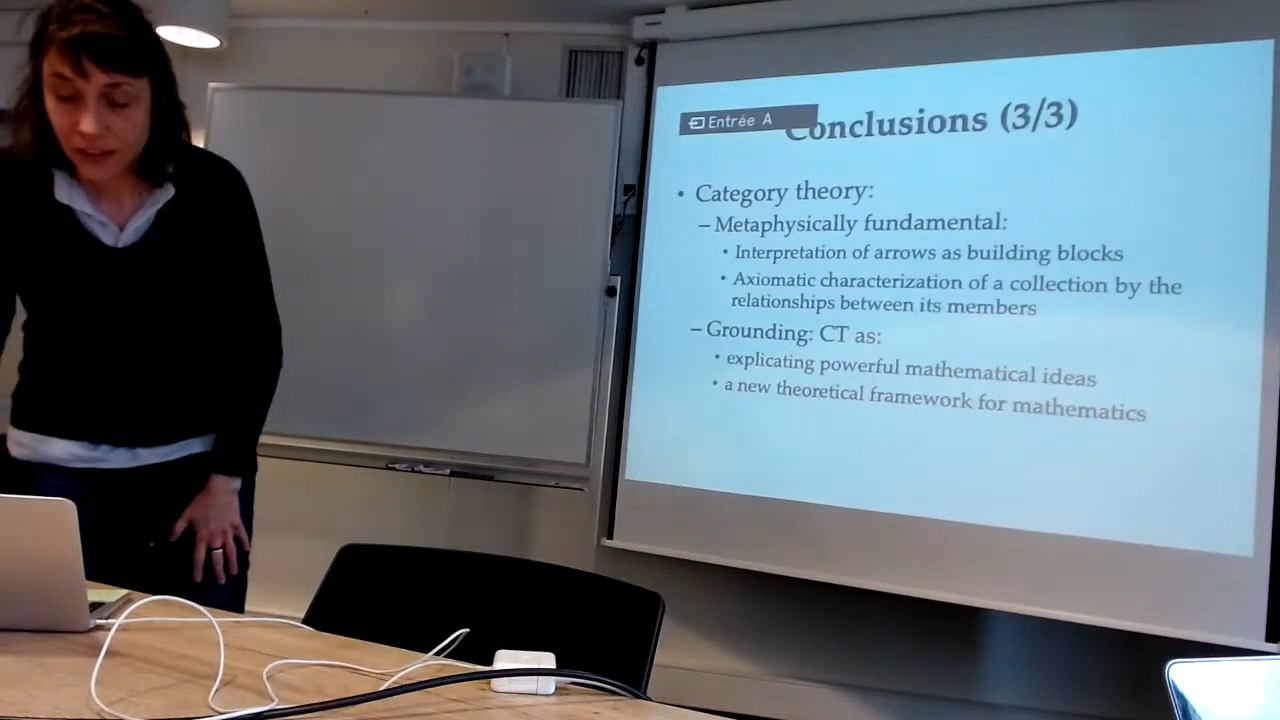 Entrée A
Conclusions (3/3)
• Category theory:
– Metaphysically fundamental:
• Interpretation of arrows as building blocks
• Axiomatic characterization of a collection by the
relationships between its members
– Grounding: CT as:
• explicating powerful mathematical ideas
• a new theoretical framework for mathematics